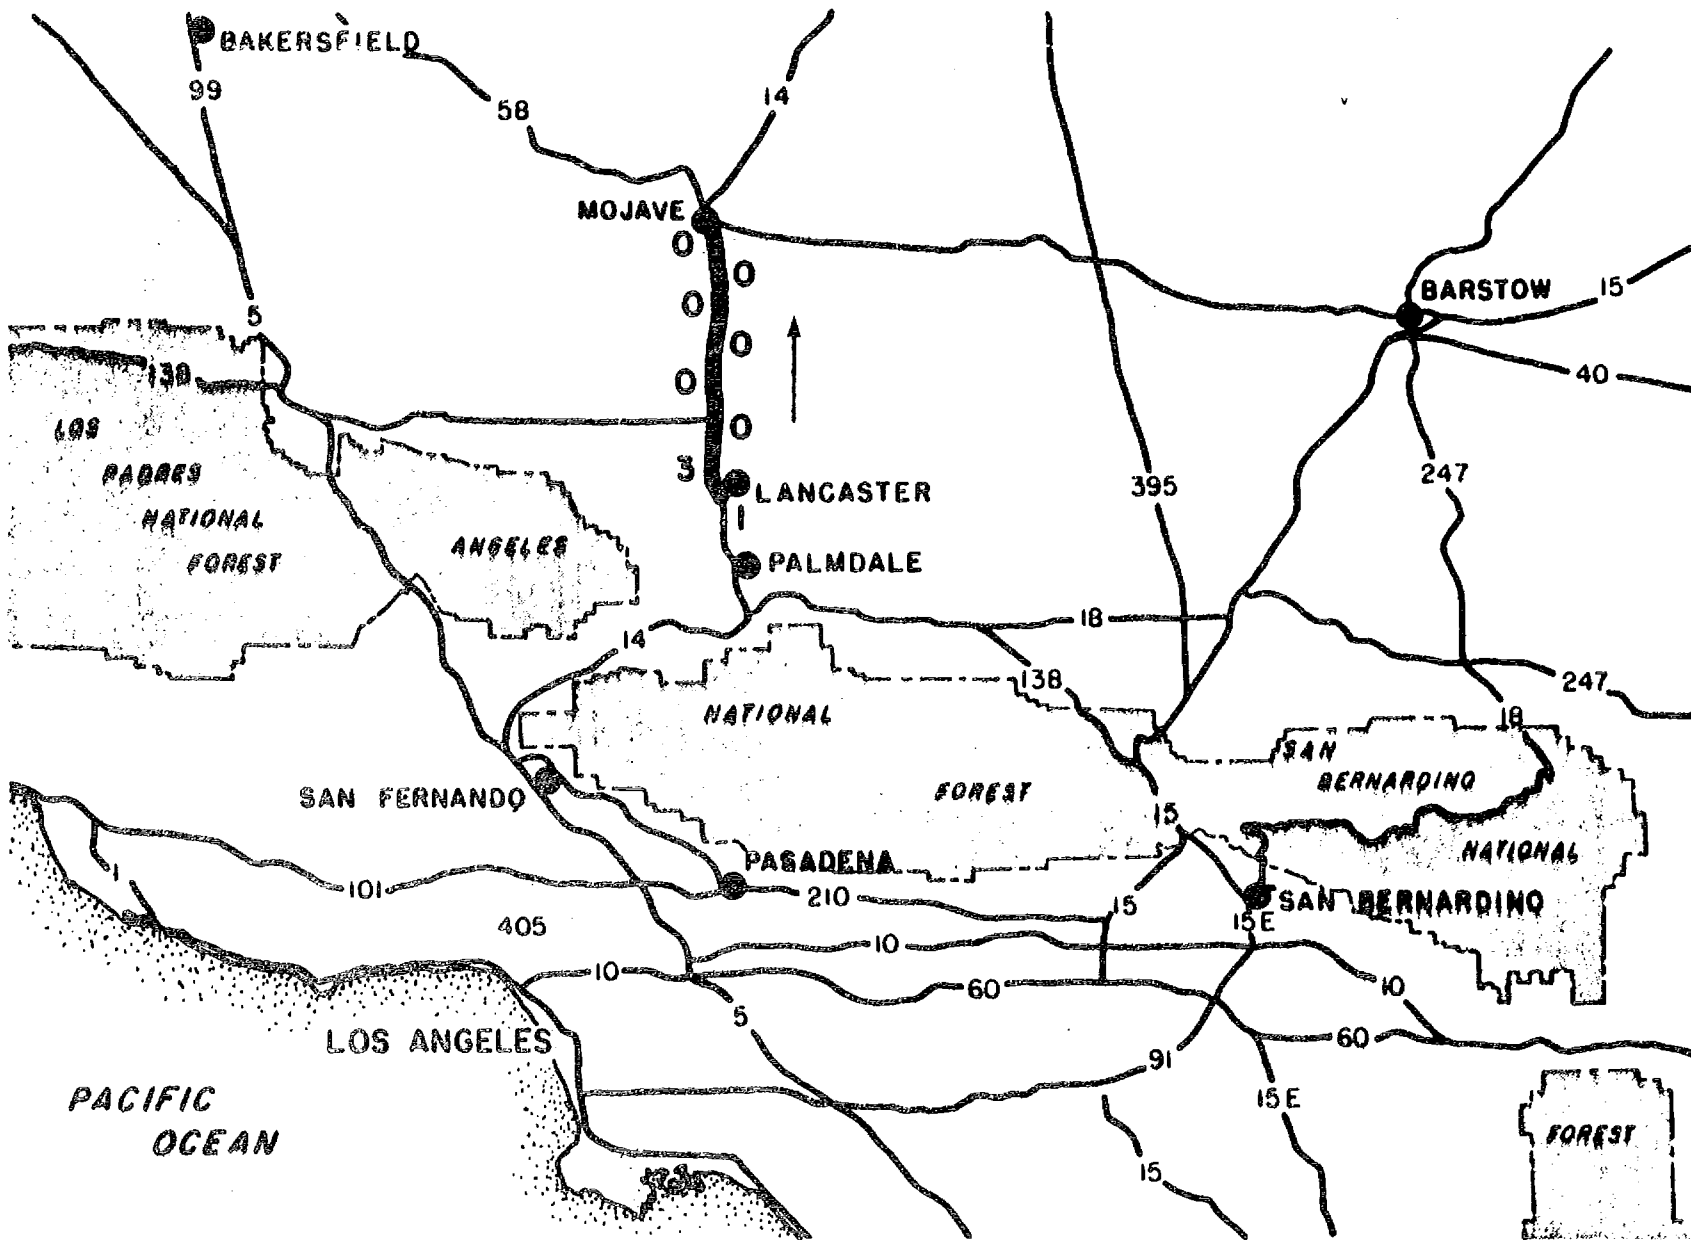 BAKERSFIELD
99
58
14
MOJAVE
0
0
0
0
0
0
3
LANCASTER
1
PALMDALE
BARSTOW
15
40
5
138
LOS
PADRES
NATIONAL
FOREST
ANGELES
395
247
14
18
138
247
18
NATIONAL
FOREST
SAN
BERNARDINO
NATIONAL
SAN FERNANDO
15
PASADENA
1
101
210
15
SAN BERNARDINO
15E
405
10
10
60
10
5
60
LOS ANGELES
91
15E
PACIFIC
OCEAN
15
FOREST